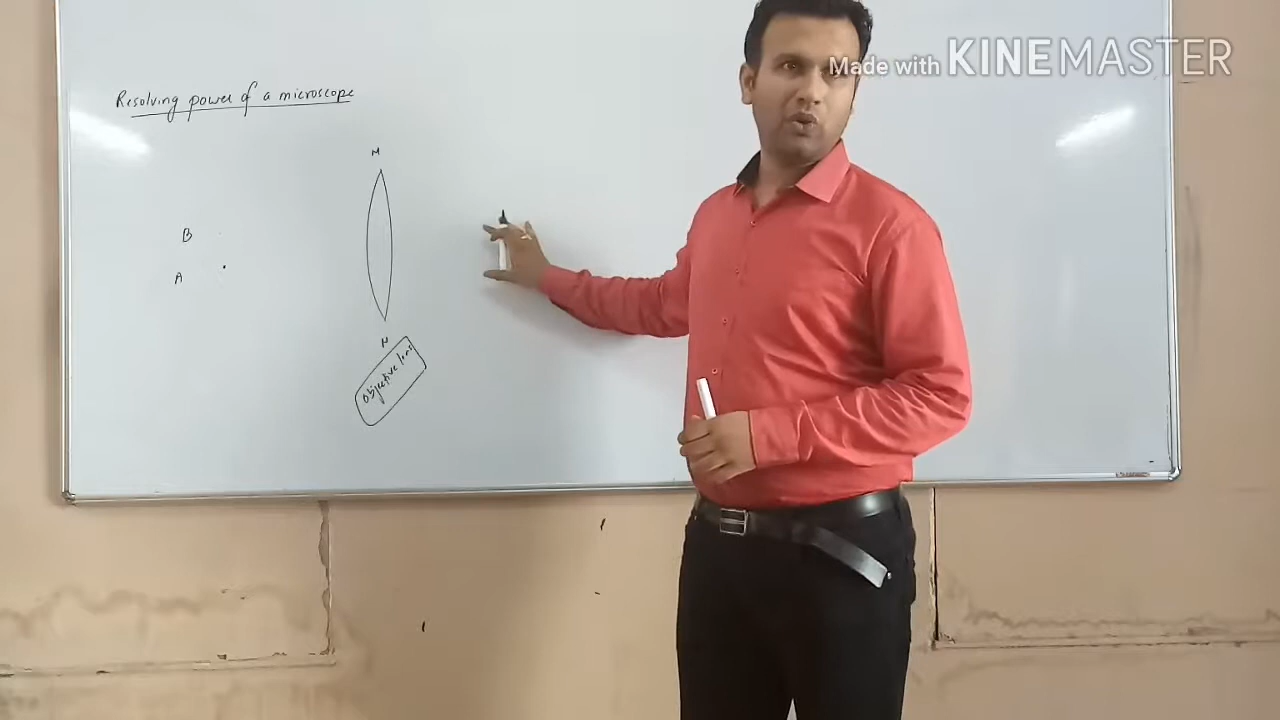 Made with KINEMASTER
Resolving power of a microscope
M
B
A
N
Objective lens